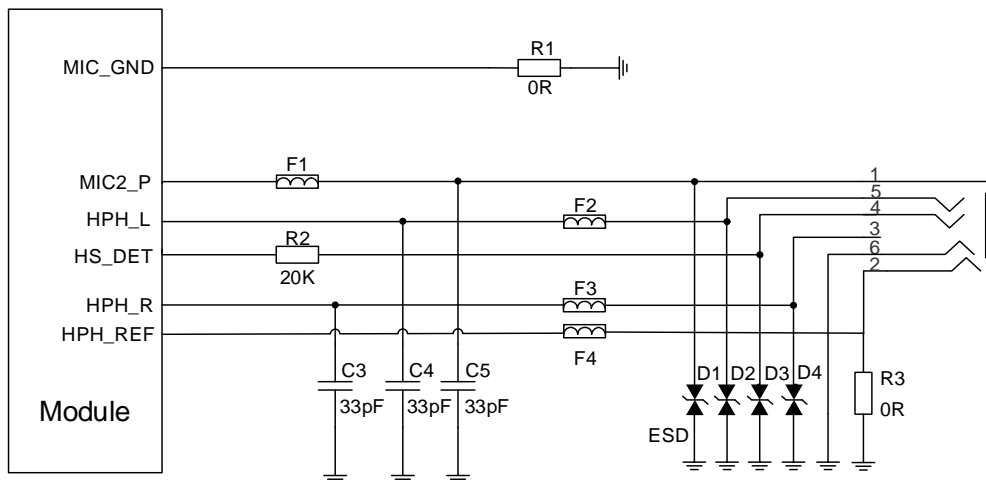 MIC_GND
R1
0R
MIC2_P
F1
1
5
HPH_L
F2
4
HS_DET
R2
20K
3
6
2
HPH_R
F3
HPH_REF
F4
C3
C4
C5
33pF
33pF
33pF
D1
D2
D3
D4
ESD
R3
0R
Module